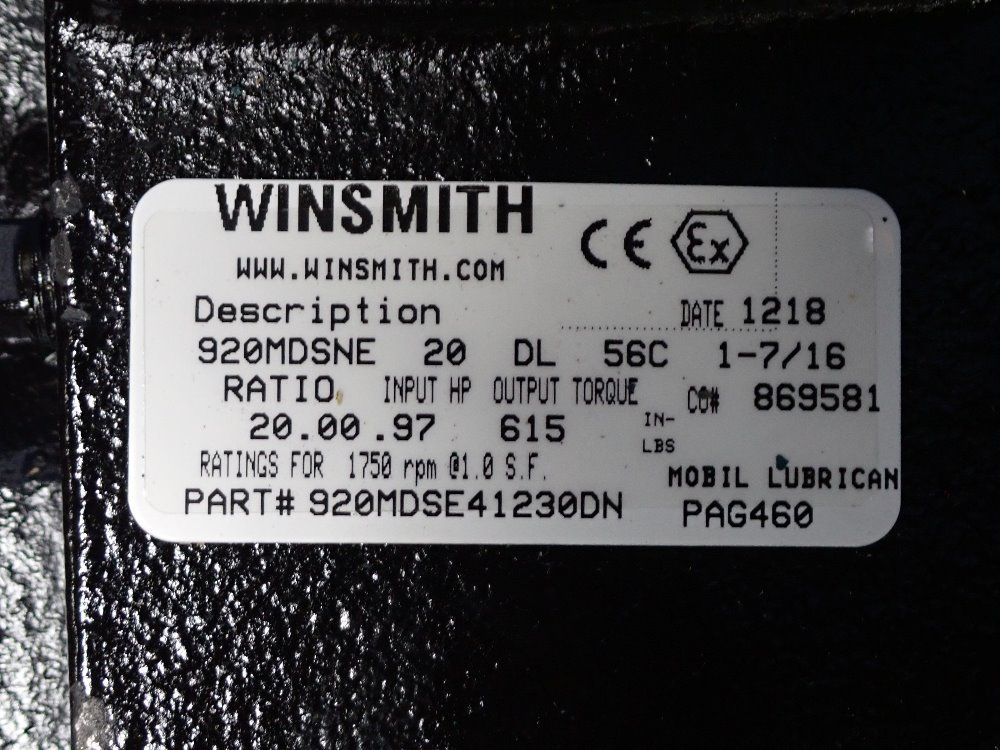 WINSMITH
CE Ex
WWW.WINSMITH.COM
Description DATE 1218
920MDSNE 20 DL 56C 1-7/16
RATIO INPUT HP OUTPUT TORQUE CO# 869581
20.00 .97 615 IN-LBS
RATINGS FOR 1750 rpm @1.0 S.F. MOBIL LUBRICAN
PART# 920MDSE41230DN PAG460